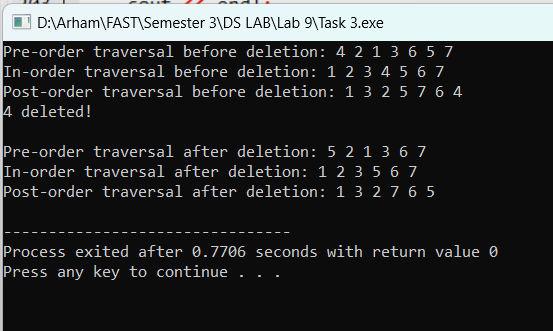 cout << endl;
D:\Arham\FAST\Semester 3\DS LAB\Lab 9\Task 3.exe
Pre-order traversal before deletion: 4 2 1 3 6 5 7
In-order traversal before deletion: 1 2 3 4 5 6 7
Post-order traversal before deletion: 1 3 2 5 7 6 4
4 deleted!
Pre-order traversal after deletion: 5 2 1 3 6 7
In-order traversal after deletion: 1 2 3 5 6 7
Post-order traversal after deletion: 1 3 2 7 6 5
--------------------------------
Process exited after 0.7706 seconds with return value 0
Press any key to continue . . .